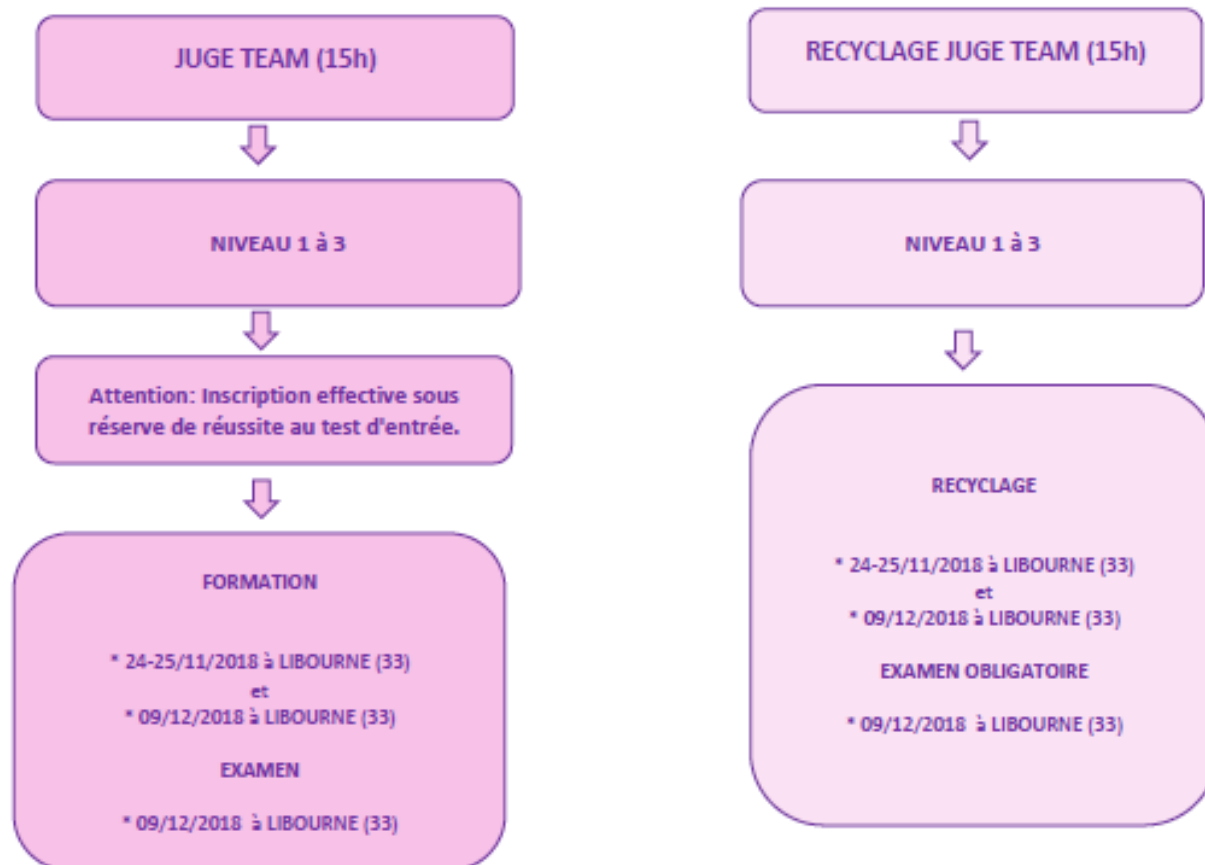 JUGE TEAM (15h)
NIVEAU 1 à 3
Attention: Inscription effective sous
réserve de réussite au test d'entrée.
FORMATION
* 24-25/11/2018 à LIBOURNE (33)
et
* 09/12/2018 à LIBOURNE (33)
EXAMEN
* 09/12/2018 à LIBOURNE (33)
RECYCLAGE JUGE TEAM (15h)
NIVEAU 1 à 3
RECYCLAGE
* 24-25/11/2018 à LIBOURNE (33)
et
* 09/12/2018 à LIBOURNE (33)
EXAMEN OBLIGATOIRE
* 09/12/2018 à LIBOURNE (33)